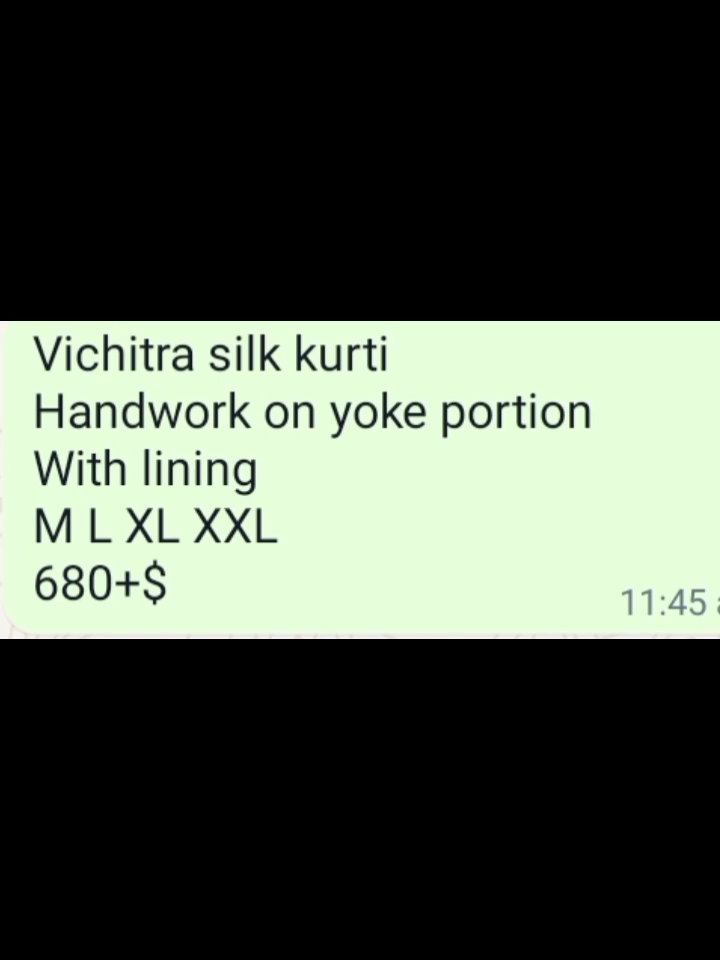 Vichitra silk kurti
Handwork on yoke portion
With lining
M L XL XXL
680+$
11:45